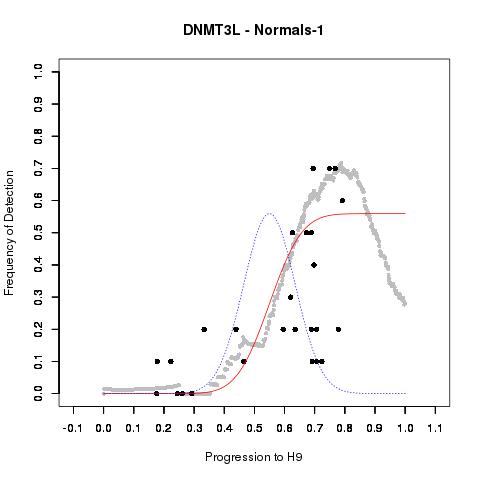 DNMT3L - Normals-1
Frequency of Detection
1.0
0.9
0.8
0.7
0.6
0.5
0.4
0.3
0.2
0.1
0.0
-0.1 0.0 0.1 0.2 0.3 0.4 0.5 0.6 0.7 0.8 0.9 1.0 1.1
Progression to H9